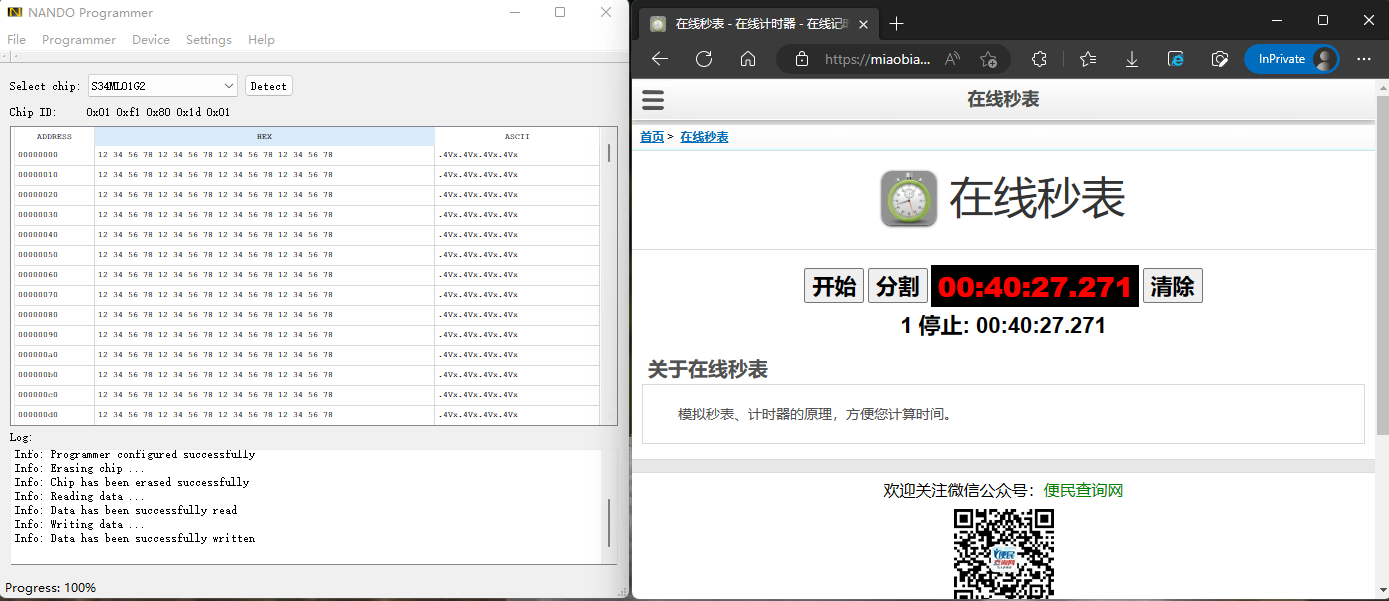 NANDO Programmer
File Programmer Device Settings Help
Select chip: S34ML01G2 Detect
Chip ID: 0x01 0xf1 0x80 0x1d 0x01
ADDRESS HEX ASCII
00000000 12 34 56 78 12 34 56 78 12 34 56 78 12 34 56 78 .4Vx.4Vx.4Vx.4Vx
00000010 12 34 56 78 12 34 56 78 12 34 56 78 12 34 56 78 .4Vx.4Vx.4Vx.4Vx
00000020 12 34 56 78 12 34 56 78 12 34 56 78 12 34 56 78 .4Vx.4Vx.4Vx.4Vx
00000030 12 34 56 78 12 34 56 78 12 34 56 78 12 34 56 78 .4Vx.4Vx.4Vx.4Vx
00000040 12 34 56 78 12 34 56 78 12 34 56 78 12 34 56 78 .4Vx.4Vx.4Vx.4Vx
00000050 12 34 56 78 12 34 56 78 12 34 56 78 12 34 56 78 .4Vx.4Vx.4Vx.4Vx
00000060 12 34 56 78 12 34 56 78 12 34 56 78 12 34 56 78 .4Vx.4Vx.4Vx.4Vx
00000070 12 34 56 78 12 34 56 78 12 34 56 78 12 34 56 78 .4Vx.4Vx.4Vx.4Vx
00000080 12 34 56 78 12 34 56 78 12 34 56 78 12 34 56 78 .4Vx.4Vx.4Vx.4Vx
00000090 12 34 56 78 12 34 56 78 12 34 56 78 12 34 56 78 .4Vx.4Vx.4Vx.4Vx
000000a0 12 34 56 78 12 34 56 78 12 34 56 78 12 34 56 78 .4Vx.4Vx.4Vx.4Vx
000000b0 12 34 56 78 12 34 56 78 12 34 56 78 12 34 56 78 .4Vx.4Vx.4Vx.4Vx
000000c0 12 34 56 78 12 34 56 78 12 34 56 78 12 34 56 78 .4Vx.4Vx.4Vx.4Vx
000000d0 12 34 56 78 12 34 56 78 12 34 56 78 12 34 56 78 .4Vx.4Vx.4Vx.4Vx
Log:
Info: Programmer configured successfully
Info: Erasing chip ...
Info: Chip has been erased successfully
Info: Reading data ...
Info: Data has been successfully read
Info: Writing data ...
Info: Data has been successfully written
Progress: 100%
在线秒表 - 在线计时器 - 在线记时
https://miaobia...
InPrivate
在线秒表
首页 > 在线秒表
在线秒表
开始 分割 00:40:27.271 清除
1 停止: 00:40:27.271
关于在线秒表
模拟秒表、计时器的原理，方便您计算时间。
欢迎关注微信公众号：便民查询网
便民
查询网